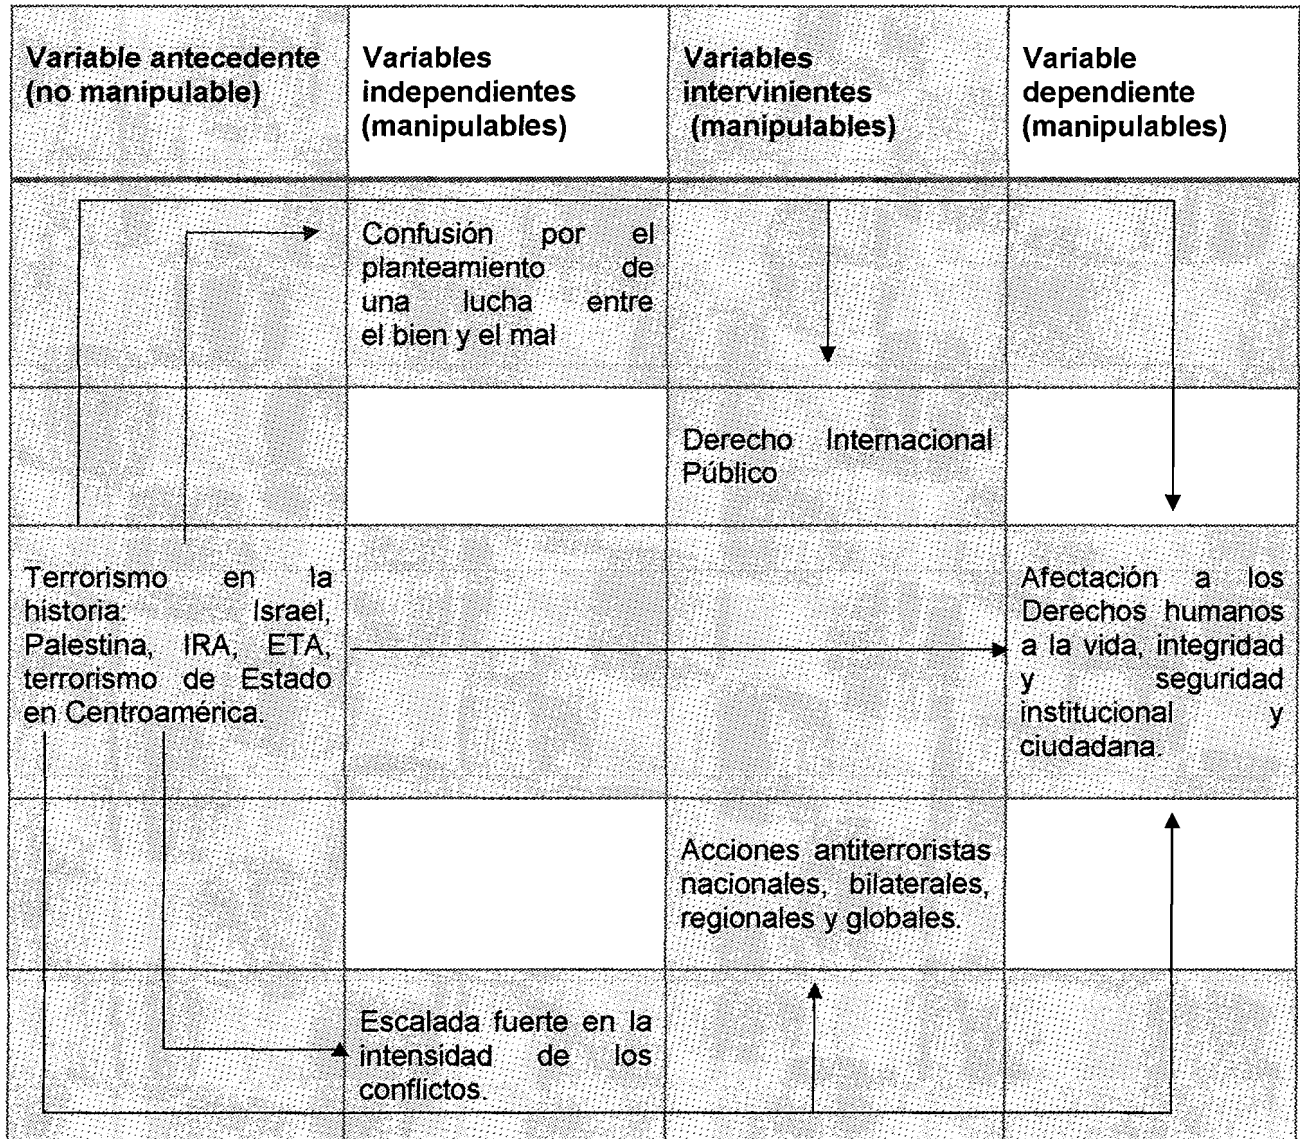 Variable antecedente
(no manipulable)
Variables
independientes
(manipulables)
Variables
intervinientes
(manipulables)
Variable
dependiente
(manipulables)
Confusión por el
planteamiento de
una lucha entre
el bien y el mal
Derecho Internacional
Público
Terrorismo en la
historia: Israel,
Palestina, IRA, ETA,
terrorismo de Estado
en Centroamérica.
Afectación a los
Derechos humanos
a la vida, integridad
y seguridad
institucional y
ciudadana.
Acciones antiterroristas
nacionales, bilaterales,
regionales y globales.
Escalada fuerte en la
intensidad de los
conflictos.